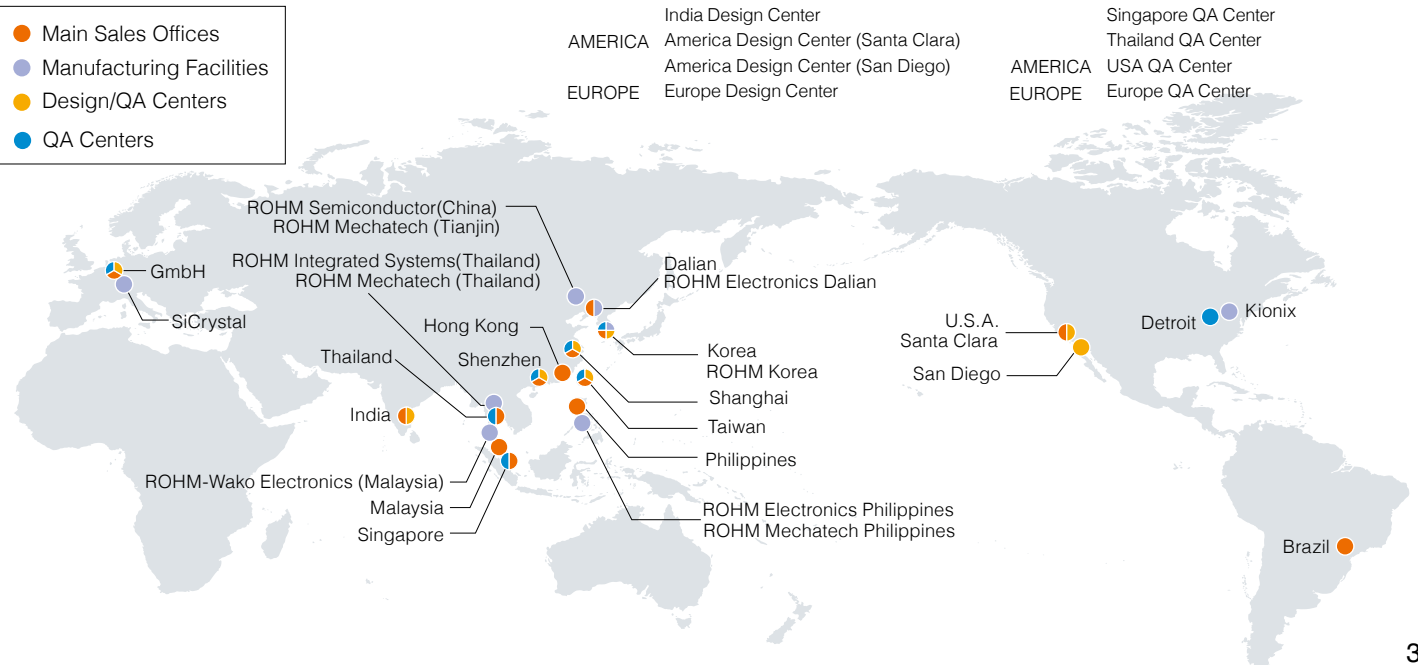 Main Sales Offices
Manufacturing Facilities
Design/QA Centers
QA Centers
India Design Center
AMERICA America Design Center (Santa Clara)
America Design Center (San Diego)
EUROPE Europe Design Center
Singapore QA Center
Thailand QA Center
AMERICA USA QA Center
EUROPE Europe QA Center
ROHM Semiconductor(China)
ROHM Mechatech (Tianjin)
ROHM Integrated Systems(Thailand)
ROHM Mechatech (Thailand)
GmbH
SiCrystal
Hong Kong
Thailand
Shenzhen
India
ROHM-Wako Electronics (Malaysia)
Malaysia
Singapore
Dalian
ROHM Electronics Dalian
Korea
ROHM Korea
Shanghai
Taiwan
Philippines
ROHM Electronics Philippines
ROHM Mechatech Philippines
U.S.A.
Santa Clara
San Diego
Detroit
Kionix
Brazil
3